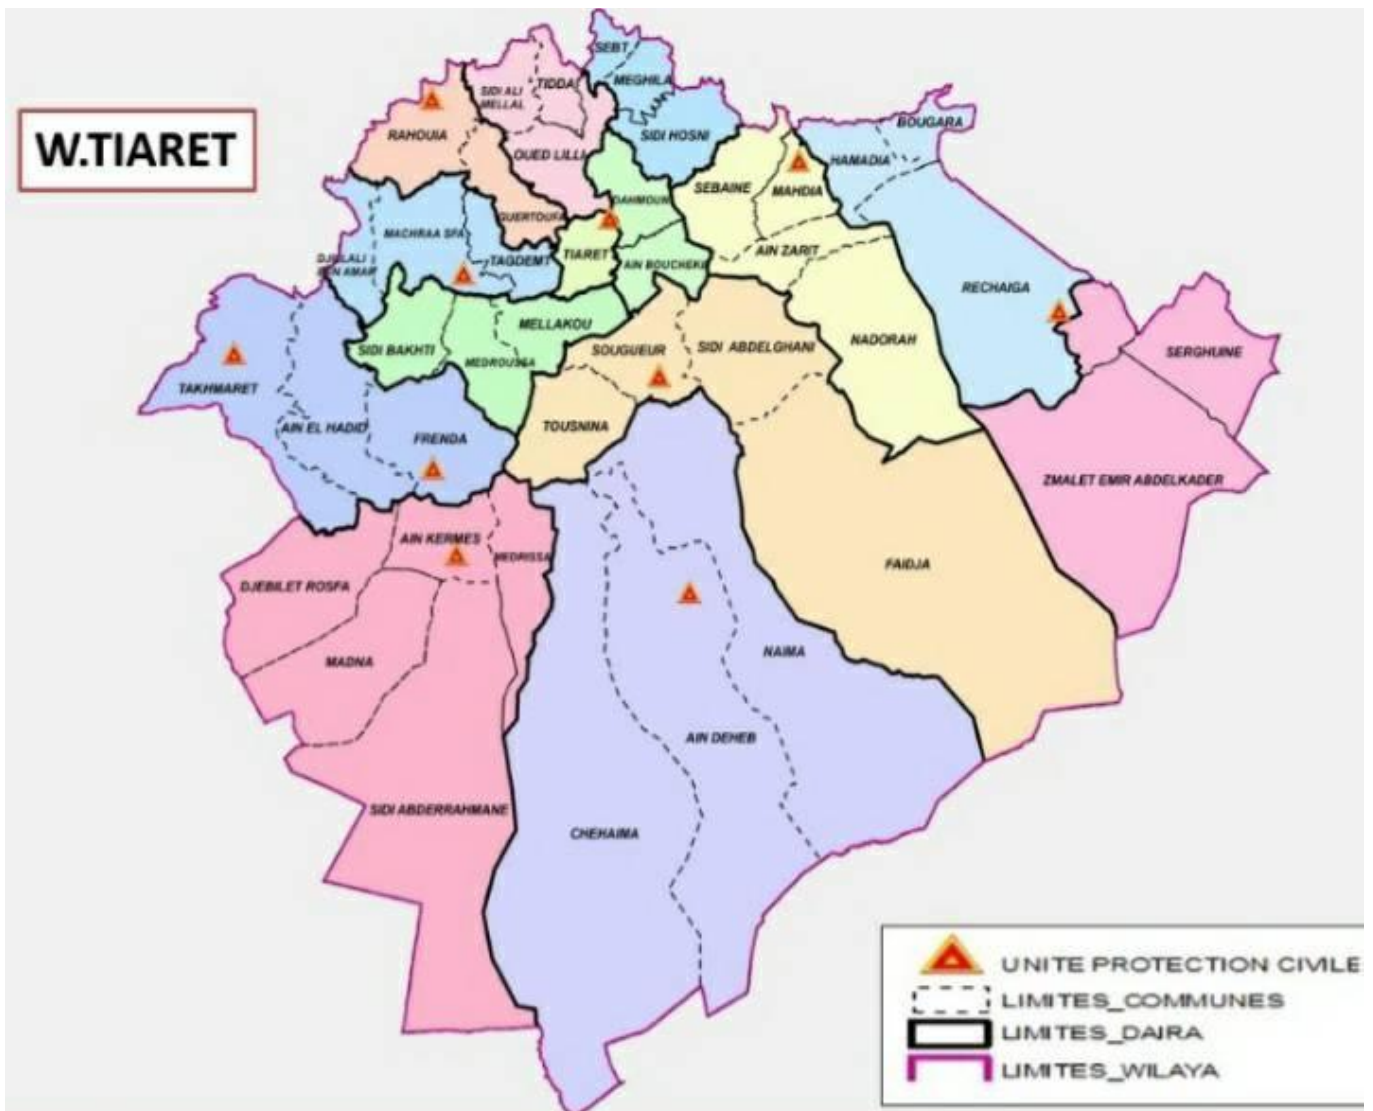 W.TIARET
SEBT
MEGHILA
TIDDA
SIDI ALI
MELLAL
RAHOUIA
SIDI HOSNI
BOUGARA
HAMADIA
OUED LILLI
SEBAINE
MAHDIA
DAHMOUNI
GUERTOUFA
MACHRAA SFA
TAGDEMT
TIARET
AIN ZARIT
AIN BOUCHEKIF
DJILALI
BEN AMAR
RECHAIGA
MELLAKOU
NADORAH
SIDI BAKHTI
SOUGUEUR
SIDI ABDELGHANI
SERGHUINE
MEDROUSSA
TAKHMARET
AIN EL HADID
FRENDA
TOUSNINA
ZMALET EMIR ABDELKADER
AIN KERMES
MEDRISSA
FAIDJA
DJEBILET ROSFA
MADNA
NAIMA
AIN DEHEB
SIDI ABDERRAHMANE
CHEHAIMA
UNITE PROTECTION CIVILE
LIMITES_COMMUNES
LIMITES_DAIRA
LIMITES_WILAYA